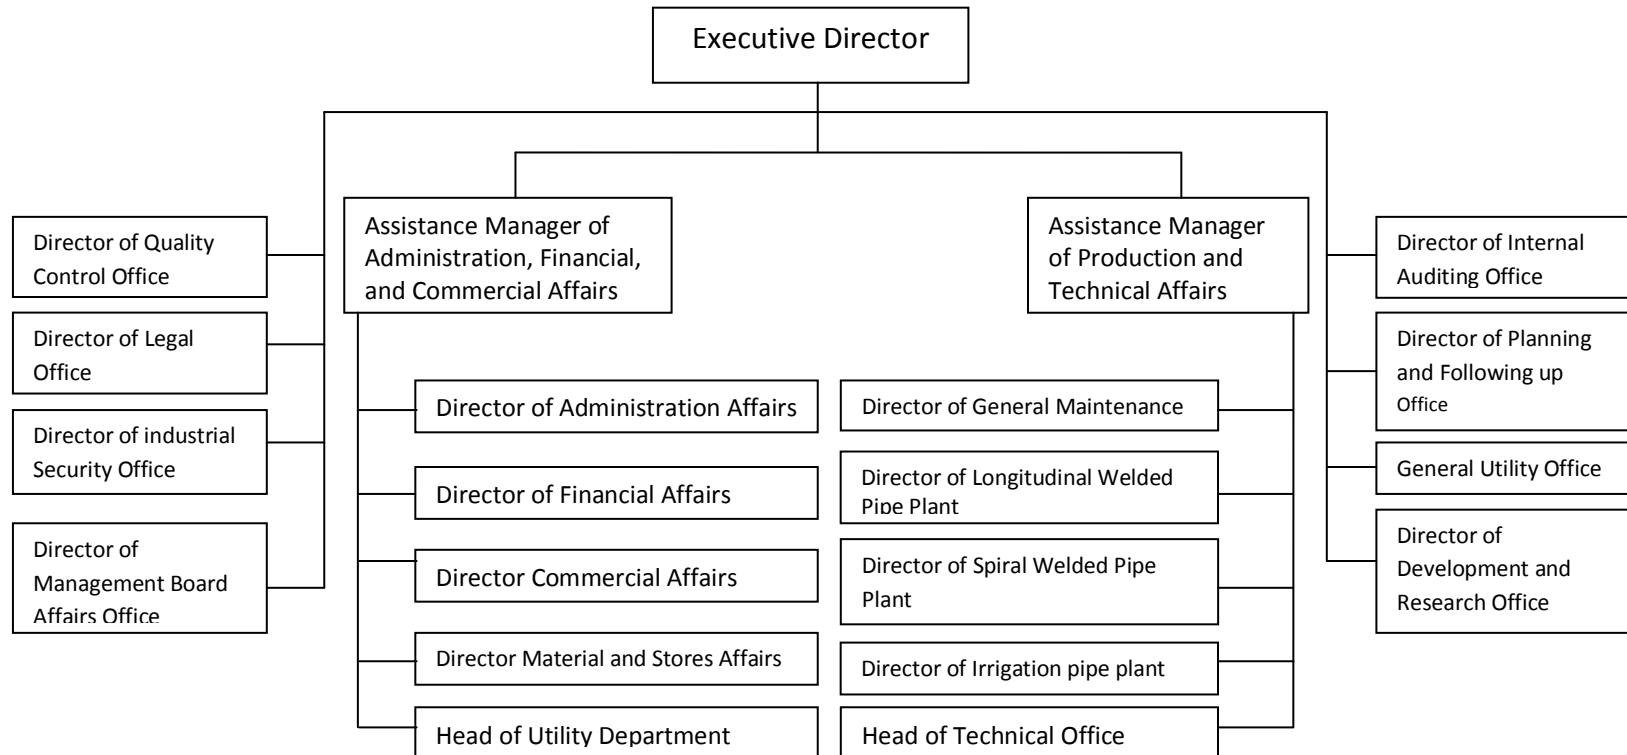 Executive Director
Assistance Manager of
Administration, Financial,
and Commercial Affairs
Assistance Manager
of Production and
Technical Affairs
Director of Quality
Control Office
Director of Legal
Office
Director of industrial
Security Office
Director of
Management Board
Affairs Office
Director of Administration Affairs
Director of Financial Affairs
Director Commercial Affairs
Director Material and Stores Affairs
Head of Utility Department
Director of General Maintenance
Director of Longitudinal Welded
Pipe Plant
Director of Spiral Welded Pipe
Plant
Director of Irrigation pipe plant
Head of Technical Office
Director of Internal
Auditing Office
Director of Planning
and Following up
Office
General Utility Office
Director of
Development and
Research Office